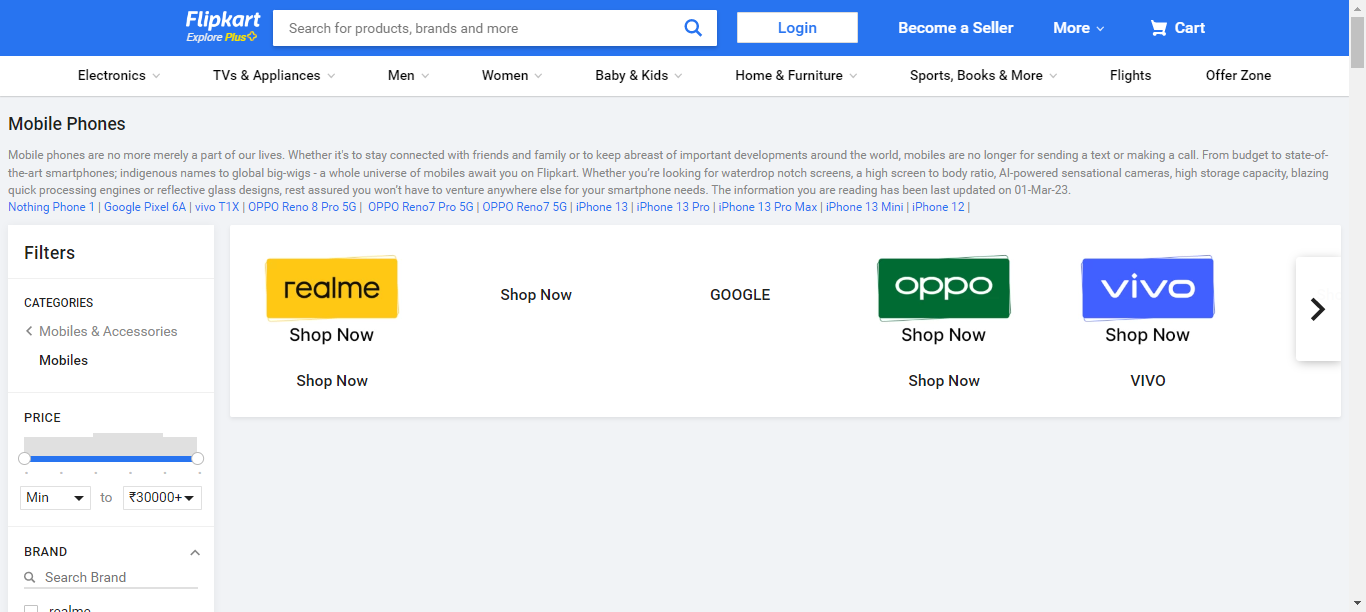 Flipkart
Explore Plus
Search for products, brands and more
Login
Become a Seller
More
Cart
Electronics
TVs & Appliances
Men
Women
Baby & Kids
Home & Furniture
Sports, Books & More
Flights
Offer Zone
Mobile Phones
Mobile phones are no more merely a part of our lives. Whether it's to stay connected with friends and family or to keep abreast of important developments around the world, mobiles are no longer for sending a text or making a call. From budget to state-of-
the-art smartphones; indigenous names to global big-wigs - a whole universe of mobiles await you on Flipkart. Whether you're looking for waterdrop notch screens, a high screen to body ratio, AI-powered sensational cameras, high storage capacity, blazing
quick processing engines or reflective glass designs, rest assured you won't have to venture anywhere else for your smartphone needs. The information you are reading has been last updated on 01-Mar-23.
Nothing Phone 1 | Google Pixel 6A | vivo T1X | OPPO Reno 8 Pro 5G | OPPO Reno7 Pro 5G | OPPO Reno7 5G | iPhone 13 | iPhone 13 Pro | iPhone 13 Pro Max | iPhone 13 Mini | iPhone 12 |
Filters
CATEGORIES
Mobiles & Accessories
Mobiles
PRICE
Min
to
₹30000+
BRAND
Search Brand
realme
realme
Shop Now
Shop Now
Shop Now
GOOGLE
oppo
Shop Now
Shop Now
vivo
Shop Now
VIVO